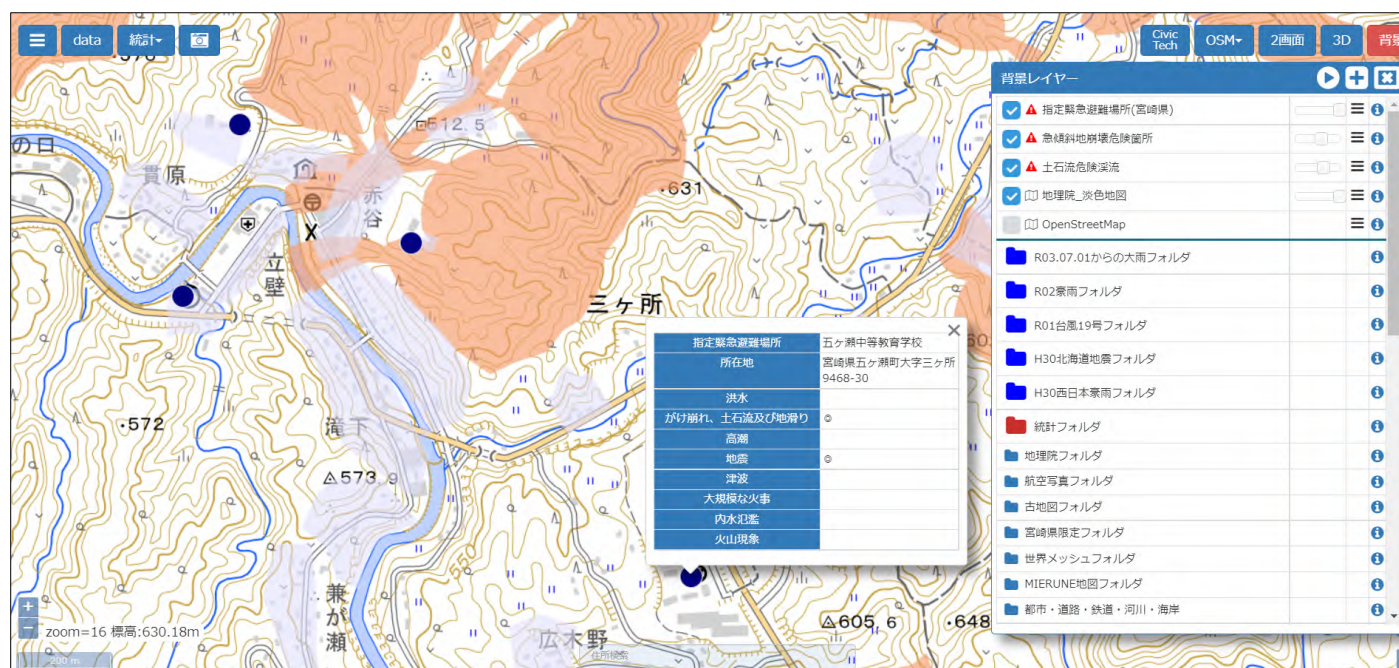 data
統計
Civic Tech
OSM
2画面
3D
背景
背景レイヤー
指定緊急避難場所(宮崎県)
急傾斜地崩壊危険箇所
土石流危険渓流
地理院_淡色地図
OpenStreetMap
R03.07.01からの大雨フォルダ
R02豪雨フォルダ
R01台風19号フォルダ
H30北海道地震フォルダ
H30西日本豪雨フォルダ
統計フォルダ
地理院フォルダ
航空写真フォルダ
古地図フォルダ
宮崎県限定フォルダ
世界メッシュフォルダ
MIERUNE地図フォルダ
都市・道路・鉄道・河川・海岸
512.5
の日
貫原
赤谷
631
立壁
三ヶ所
指定緊急避難場所 五ヶ瀬中等教育学校
所在地 宮崎県五ヶ瀬町大字三ヶ所
9468-30
洪水
がけ崩れ、土石流及び地滑り ◎
高潮
地震 ◎
津波
大規模な火事
内水氾濫
火山現象
572
滝下
573.9
550
兼が瀬
広木野
605.6
648
+
−
zoom=16 標高:630.18m
200 m
住所検索